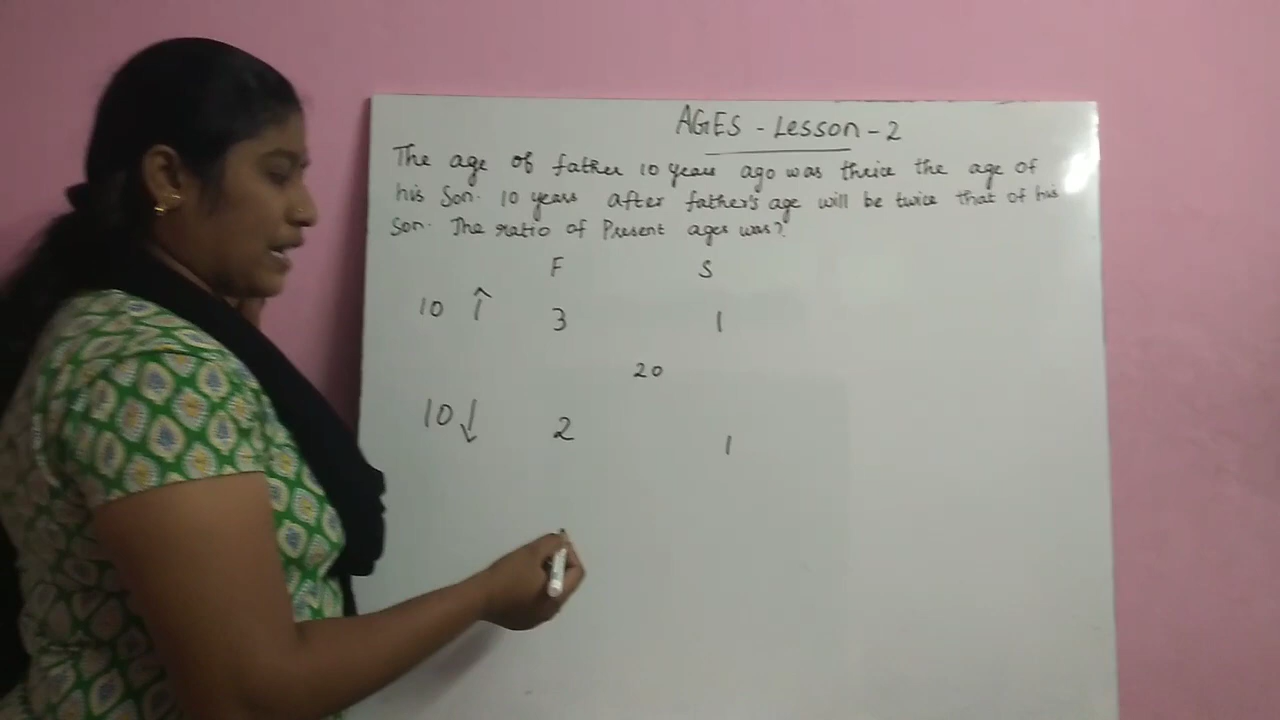 AGES - Lesson - 2
The age of father 10 years ago was thrice the age of
his Son. 10 years after father's age will be twice that of his
Son. The ratio of Present ages was?
F S
10 ↑ 3 1
20
10 ↓ 2 1